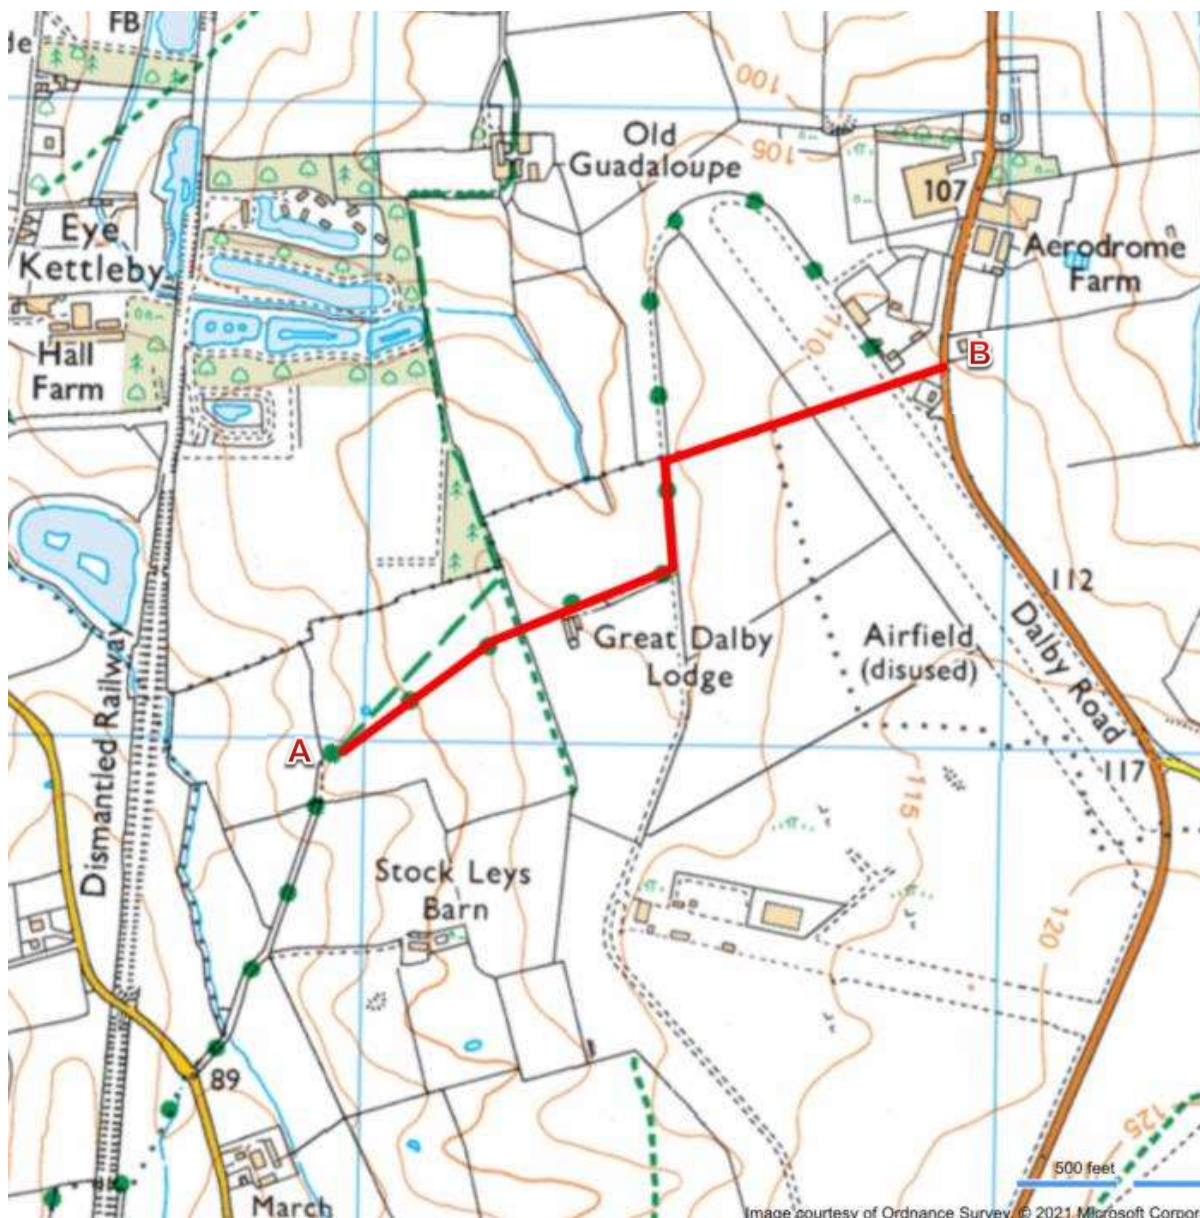 FB
de
100
Old
Guadaloupe
105
107
Eye
Kettleby
Aerodrome
Farm
110
Hall
Farm
B
112
Great Dalby
Lodge
Airfield
(disused)
Dalby Road
Dismantled Railway
A
117
115
Stock Leys
Barn
120
89
125
500 feet
March
Image courtesy of Ordnance Survey, © 2021 Microsoft Corpor